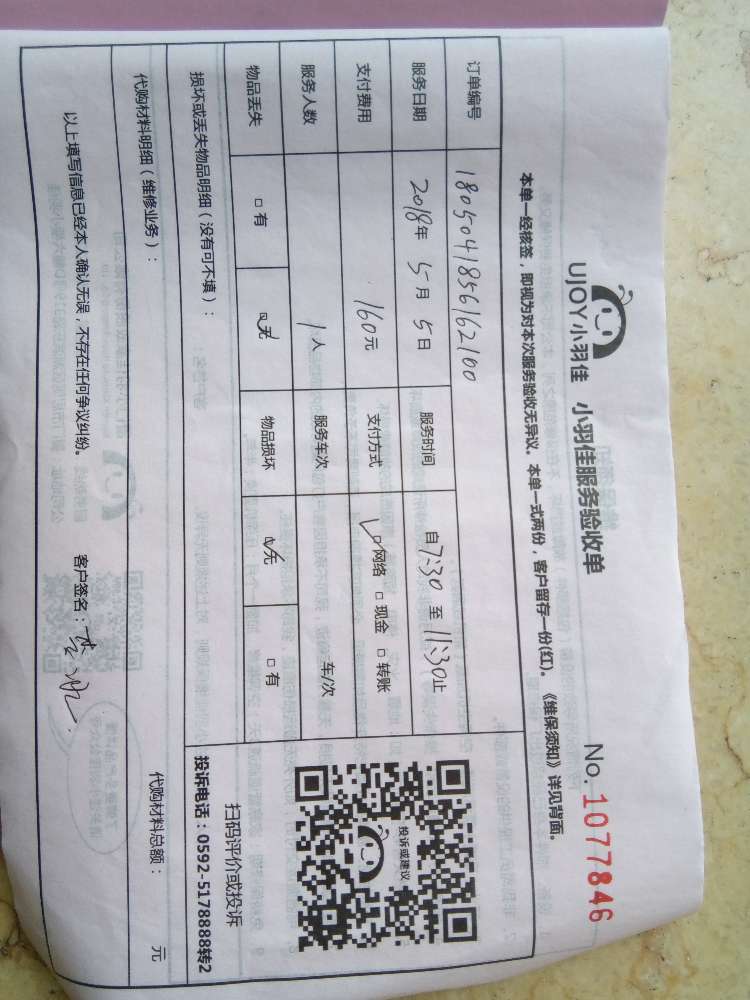 UJOY小羽佳 小羽佳服务验收单 No. 1077846
本单一经核签，即视为对本次服务验收无异议。本单一式两份，客户留存一份(红)。《维保须知》详见背面。
订单编号 1805041856162100
服务日期 2018年 5月 5日 服务时间 自7:30 至 11:30止
支付费用 160元 支付方式 网络 现金 转账
服务人数 1人 服务车次 车/次
物品丢失 有 无 物品损坏 无 有
损坏或丢失物品明细（没有可不填）：
投诉或建议
扫码评价或投诉
投诉电话：0592-5178888转2
代购材料明细（维修业务）： 代购材料总额： 元
以上填写信息已经本人确认无误，不存在任何争议纠纷。 客户签名：